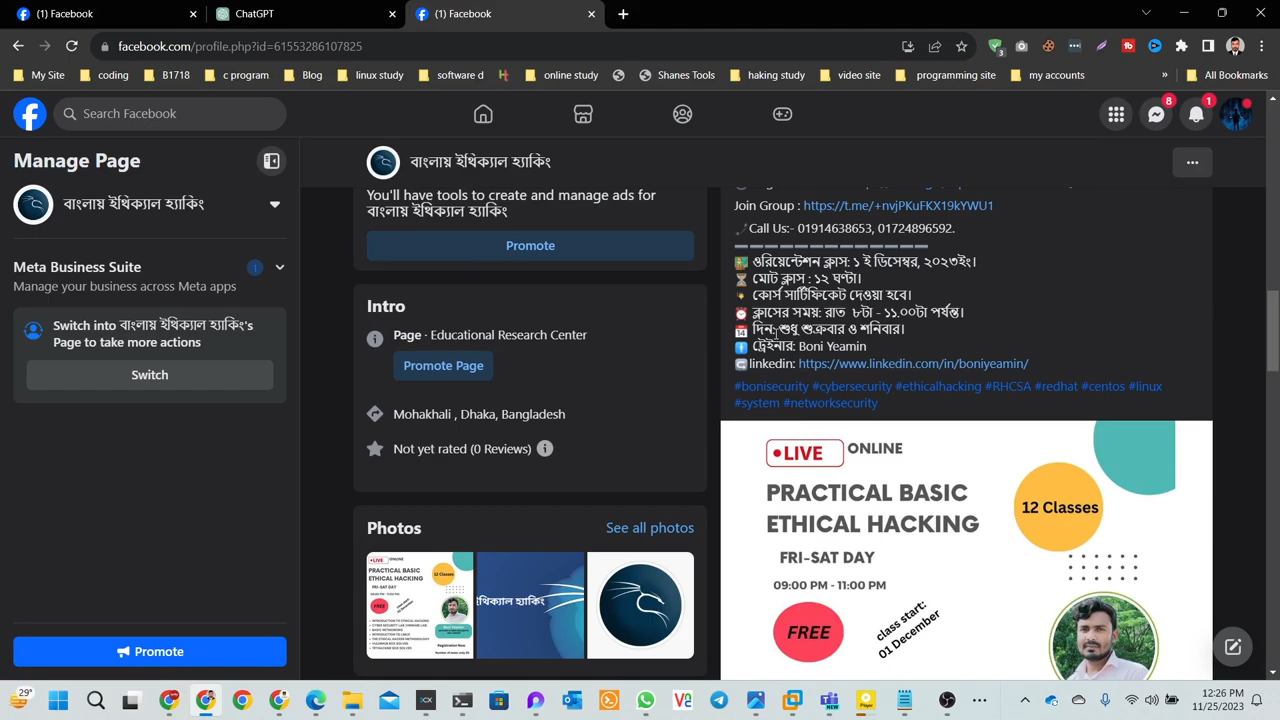 (1) Facebook
ChatGPT
(1) Facebook
facebook.com/profile.php?id=61553286107825
My Site
coding
B1718
c program
Blog
linux study
software d
online study
Shanes Tools
haking study
programming site
my accounts
»
All Bookmarks
Search Facebook
8
1
Manage Page
বাংলায় ইথিক্যাল হ্যাকিং
Meta Business Suite
1
Manage your business across Meta apps
Switch into বাংলায় ইথিক্যাল হ্যাকিং's
Page to take more actions
Switch
Promote
বাংলায় ইথিক্যাল হ্যাকিং
You'll have tools to create and manage ads for
বাংলায় ইথিক্যাল হ্যাকিং
Promote
Intro
Page · Educational Research Center
Promote Page
Mohakhali , Dhaka, Bangladesh
Not yet rated (0 Reviews)
Photos
See all photos
Join Group : https://t.me/+nvjPKuFKX19kYWU1
Call Us:- 01914638653, 01724896592.
ওরিয়েন্টেশন ক্লাস: ১ ই ডিসেম্বর, ২০২৩ইং।
মোট ক্লাস : ১২ ঘন্টা।
কোর্স সার্টিফিকেট দেওয়া হবে।
ক্লাসের সময়: রাত ৮টা - ১১.০০টা পর্যন্ত।
দিন: শুধু শুক্রবার ও শনিবার।
ট্রেইনার: Boni Yeamin
linkedin: https://www.linkedin.com/in/boniyeamin/
#bonisecurity #cybersecurity #ethicalhacking #RHCSA #redhat #centos #linux
#system #networksecurity
LIVE ONLINE
PRACTICAL BASIC
ETHICAL HACKING
12 Classes
FRI-SAT DAY
09:00 PM - 11:00 PM
FREE
class start:
01 December
29°
12:26 PM
11/25/2023